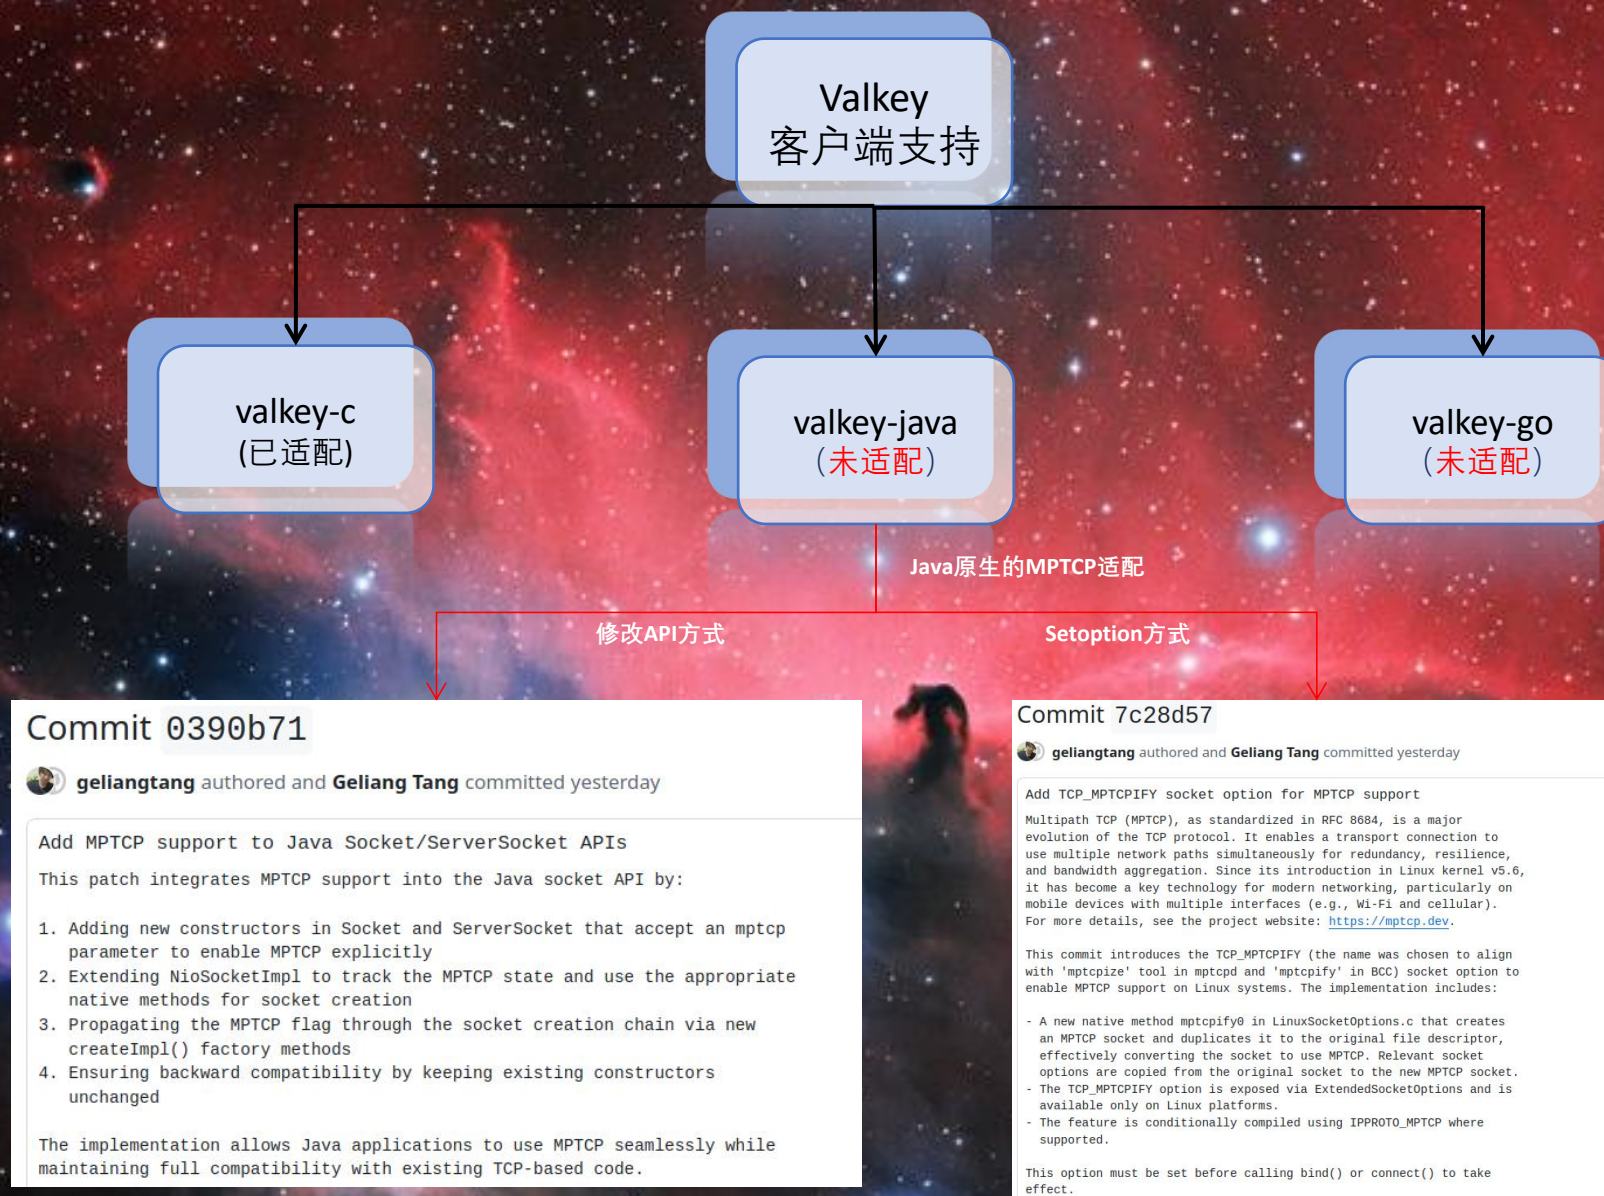 Valkey
客户端支持
valkey-c
(已适配)
valkey-java
（未适配）
valkey-go
（未适配）
Java原生的MPTCP适配
修改API方式
Setoption方式
Commit 0390b71
geliangtang authored and Geliang Tang committed yesterday
Add MPTCP support to Java Socket/ServerSocket APIs
This patch integrates MPTCP support into the Java socket API by:
1. Adding new constructors in Socket and ServerSocket that accept an mptcp
parameter to enable MPTCP explicitly
2. Extending NioSocketImpl to track the MPTCP state and use the appropriate
native methods for socket creation
3. Propagating the MPTCP flag through the socket creation chain via new
createImpl() factory methods
4. Ensuring backward compatibility by keeping existing constructors
unchanged
The implementation allows Java applications to use MPTCP seamlessly while
maintaining full compatibility with existing TCP-based code.
Commit 7c28d57
geliangtang authored and Geliang Tang committed yesterday
Add TCP_MPTCPIFY socket option for MPTCP support
Multipath TCP (MPTCP), as standardized in RFC 8684, is a major
evolution of the TCP protocol. It enables a transport connection to
use multiple network paths simultaneously for redundancy, resilience,
and bandwidth aggregation. Since its introduction in Linux kernel v5.6,
it has become a key technology for modern networking, particularly on
mobile devices with multiple interfaces (e.g., Wi-Fi and cellular).
For more details, see the project website: https://mptcp.dev.
This commit introduces the TCP_MPTCPIFY (the name was chosen to align
with 'mptcpize' tool in mptcpd and 'mptcpify' in BCC) socket option to
enable MPTCP support on Linux systems. The implementation includes:
- A new native method mptcpify0 in LinuxSocketOptions.c that creates
an MPTCP socket and duplicates it to the original file descriptor,
effectively converting the socket to use MPTCP. Relevant socket
options are copied from the original socket to the new MPTCP socket.
- The TCP_MPTCPIFY option is exposed via ExtendedSocketOptions and is
available only on Linux platforms.
- The feature is conditionally compiled using IPPROTO_MPTCP where
supported.
This option must be set before calling bind() or connect() to take
effect.